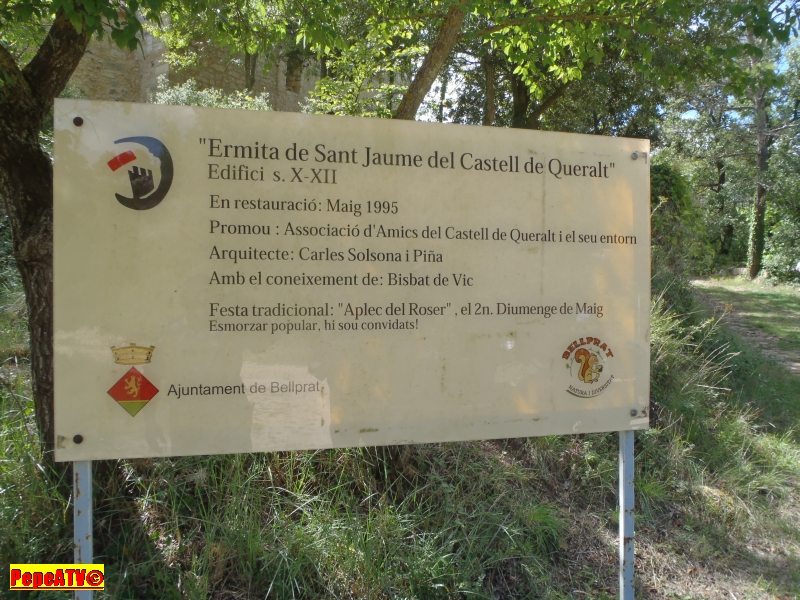 "Ermita de Sant Jaume del Castell de Queralt"
Edifici s. X-XII
En restauració: Maig 1995
Promou : Associació d'Amics del Castell de Queralt i el seu entorn
Arquitecte: Carles Solsona i Piña
Amb el coneixement de: Bisbat de Vic
Festa tradicional: "Aplec del Roser" , el 2n. Diumenge de Maig
Esmorzar popular, hi sou convidats!
Ajuntament de Bellprat
BELLPRAT
NATURA I DIVERSITAT
PepeATV©